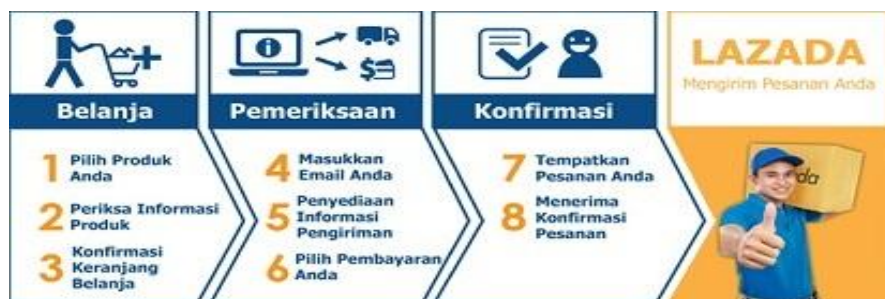 Belanja
1 Pilih Produk
Anda
2 Periksa Informasi
Produk
3 Konfirmasi
Keranjang
Belanja
Pemeriksaan
4 Masukkan
Email Anda
5 Penyediaan
Informasi
Pengiriman
6 Pilih Pembayaran
Anda
Konfirmasi
7 Tempatkan
Pesanan Anda
8 Menerima
Konfirmasi
Pesanan
LAZADA
Mengirim Pesanan Anda